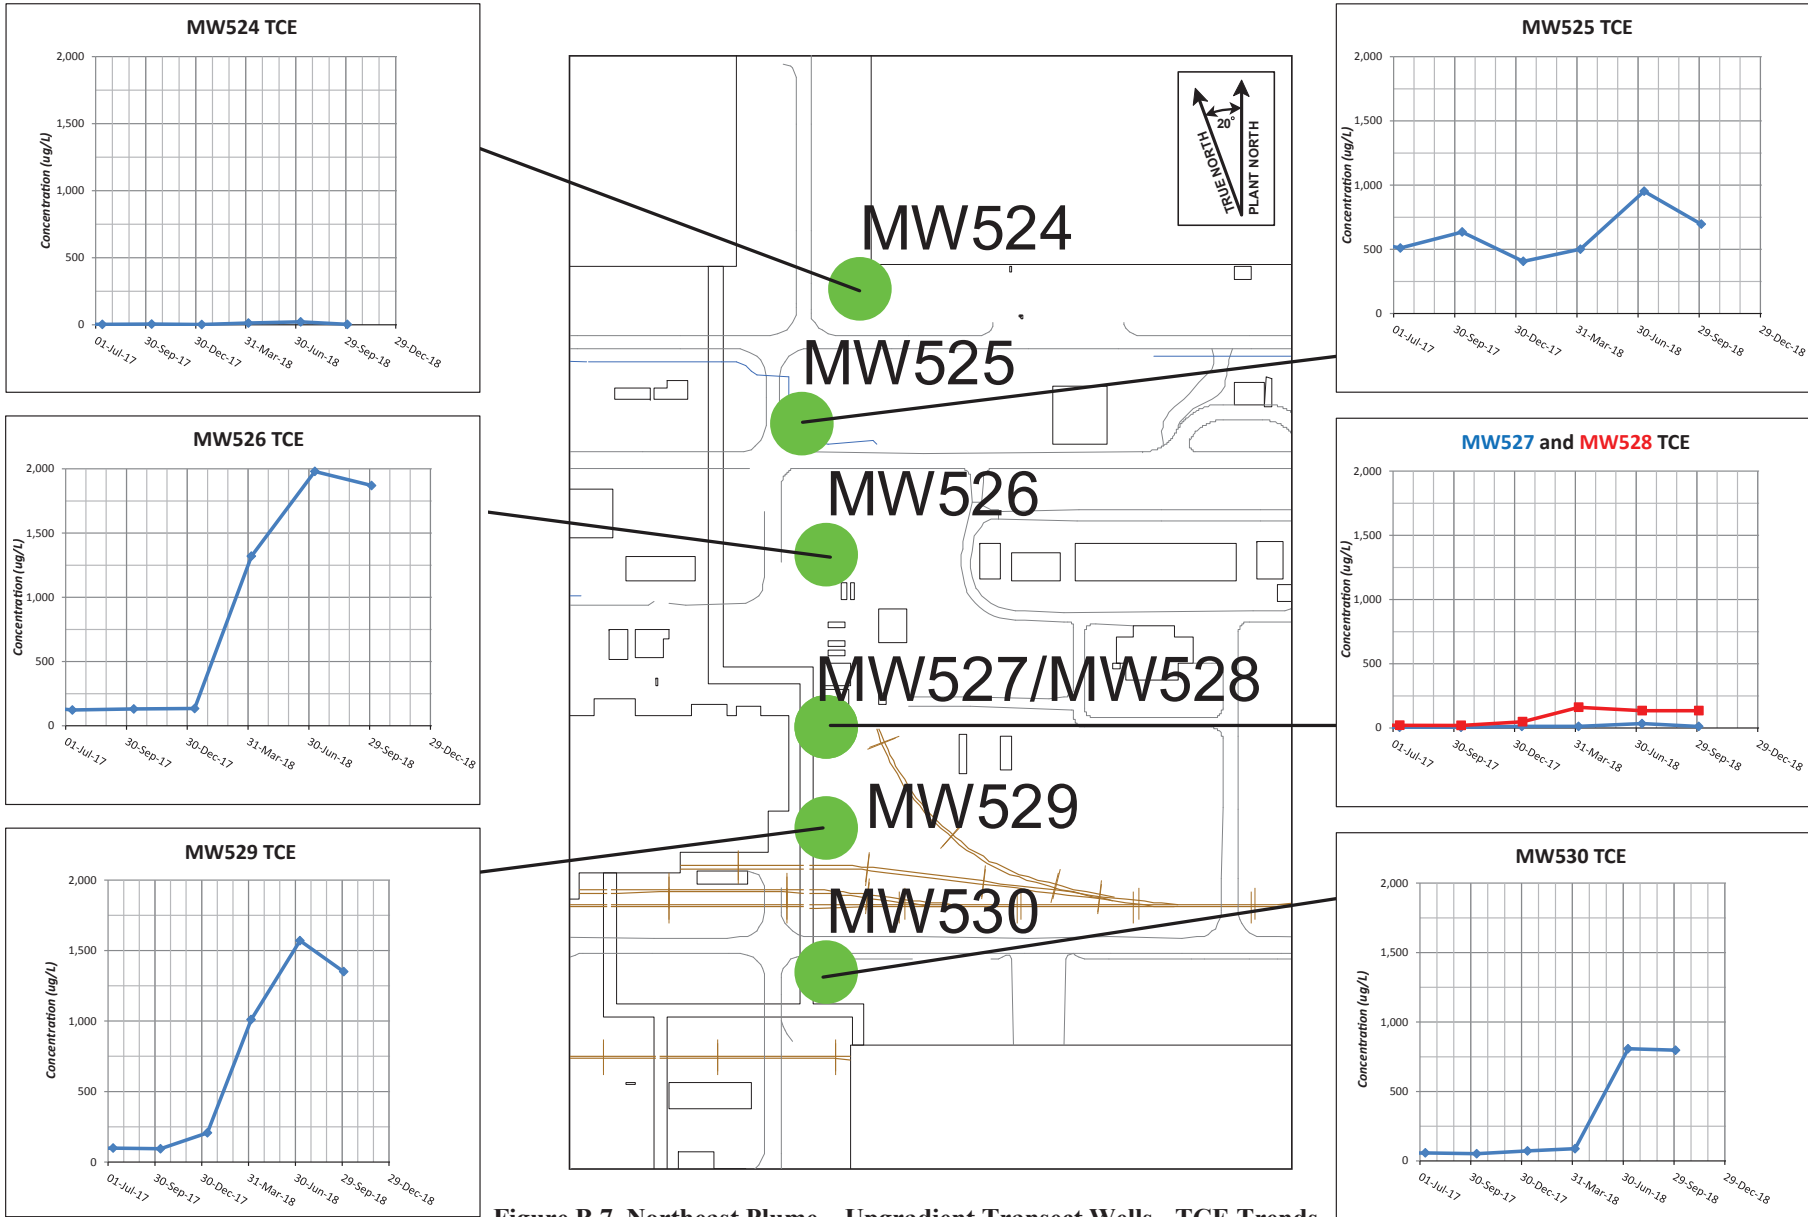 MW524 TCE
2,000
1,500
1,000
500
0
Concentration (ug/L)
01-Jul-17
30-Sep-17
30-Dec-17
31-Mar-18
30-Jun-18
29-Sep-18
29-Dec-18
MW526 TCE
2,000
1,500
1,000
500
0
Concentration (ug/L)
01-Jul-17
30-Sep-17
30-Dec-17
31-Mar-18
30-Jun-18
29-Sep-18
29-Dec-18
MW529 TCE
2,000
1,500
1,000
500
0
Concentration (ug/L)
01-Jul-17
30-Sep-17
30-Dec-17
31-Mar-18
30-Jun-18
29-Sep-18
29-Dec-18
TRUE NORTH
20°
PLANT NORTH
MW524
MW525
MW526
MW527/MW528
MW529
MW530
MW525 TCE
2,000
1,500
1,000
500
0
Concentration (ug/L)
01-Jul-17
30-Sep-17
30-Dec-17
31-Mar-18
30-Jun-18
29-Sep-18
29-Dec-18
MW527 and MW528 TCE
2,000
1,500
1,000
500
0
Concentration (ug/L)
01-Jul-17
30-Sep-17
30-Dec-17
31-Mar-18
30-Jun-18
29-Sep-18
29-Dec-18
MW530 TCE
2,000
1,500
1,000
500
0
Concentration (ug/L)
01-Jul-17
30-Sep-17
30-Dec-17
31-Mar-18
30-Jun-18
29-Sep-18
29-Dec-18
Figure B.7. Northeast Plume – Upgradient Transect Wells - TCE Trends